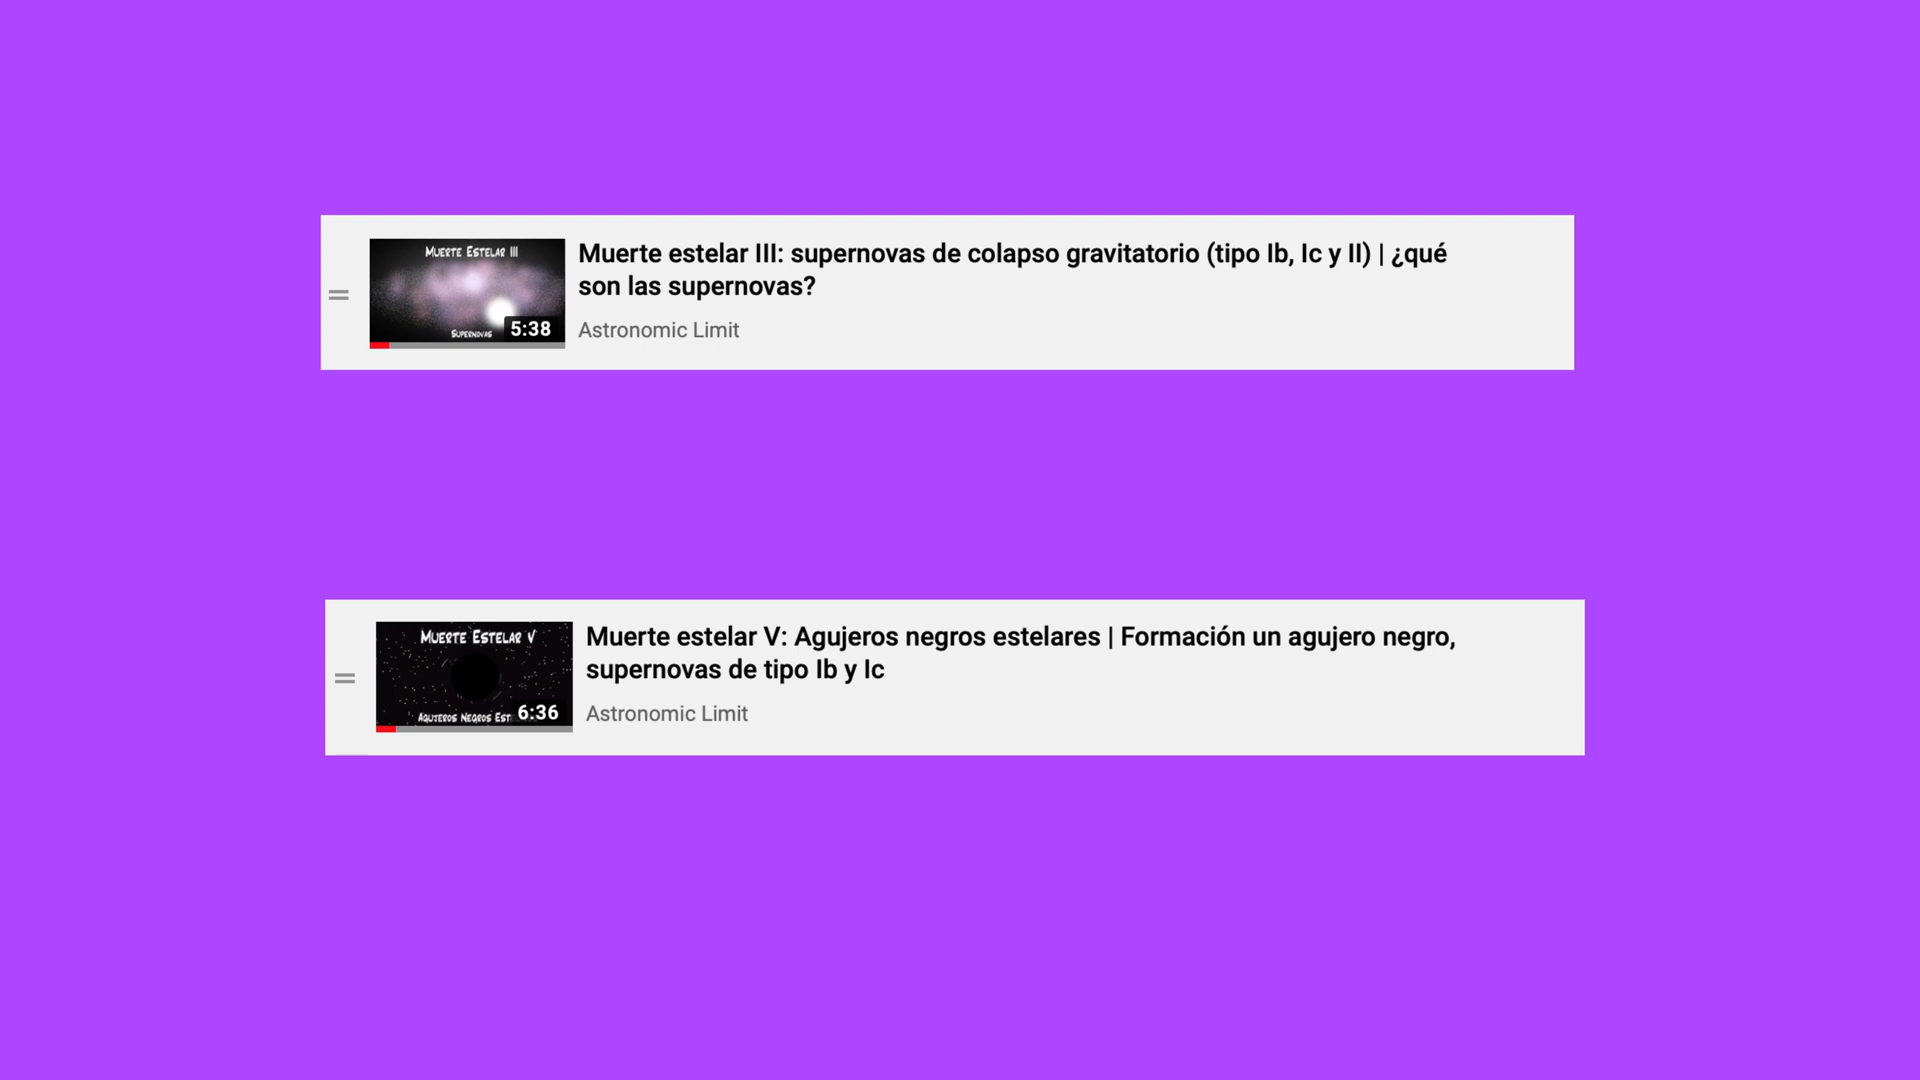 MUERTE ESTELAR III
SUPERNOVAS
5:38
Muerte estelar III: supernovas de colapso gravitatorio (tipo Ib, Ic y II) | ¿qué
son las supernovas?
Astronomic Limit
MUERTE ESTELAR V
AGUJEROS NEGROS EST
6:36
Muerte estelar V: Agujeros negros estelares | Formación un agujero negro,
supernovas de tipo Ib y Ic
Astronomic Limit